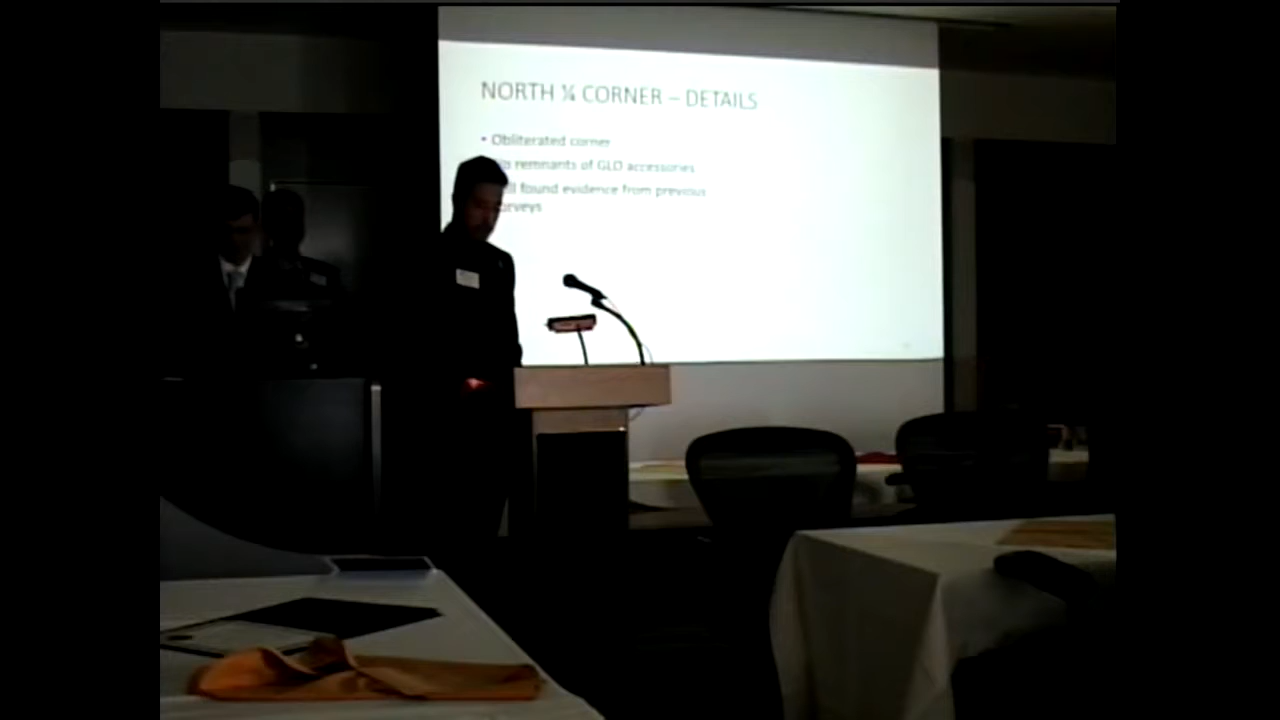 NORTH ¼ CORNER – DETAILS
• Obliterated corner
remnants of GLO accessories
found evidence from previous